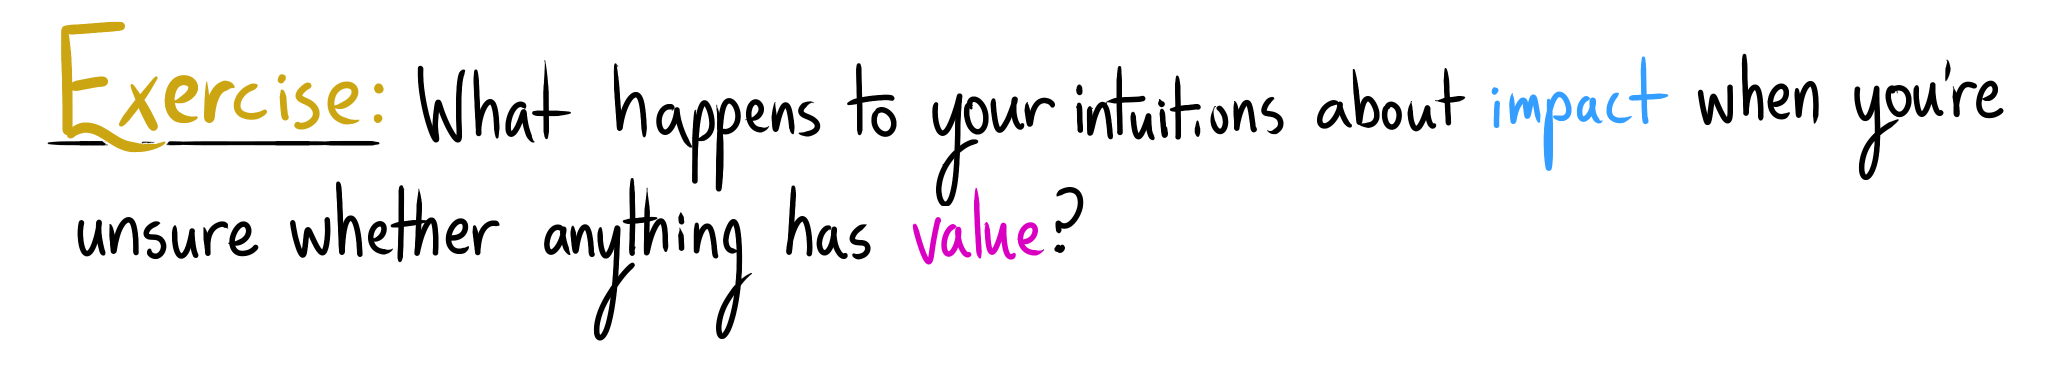 Exercise: What happens to your intuitions about impact when you're
unsure whether anything has value?